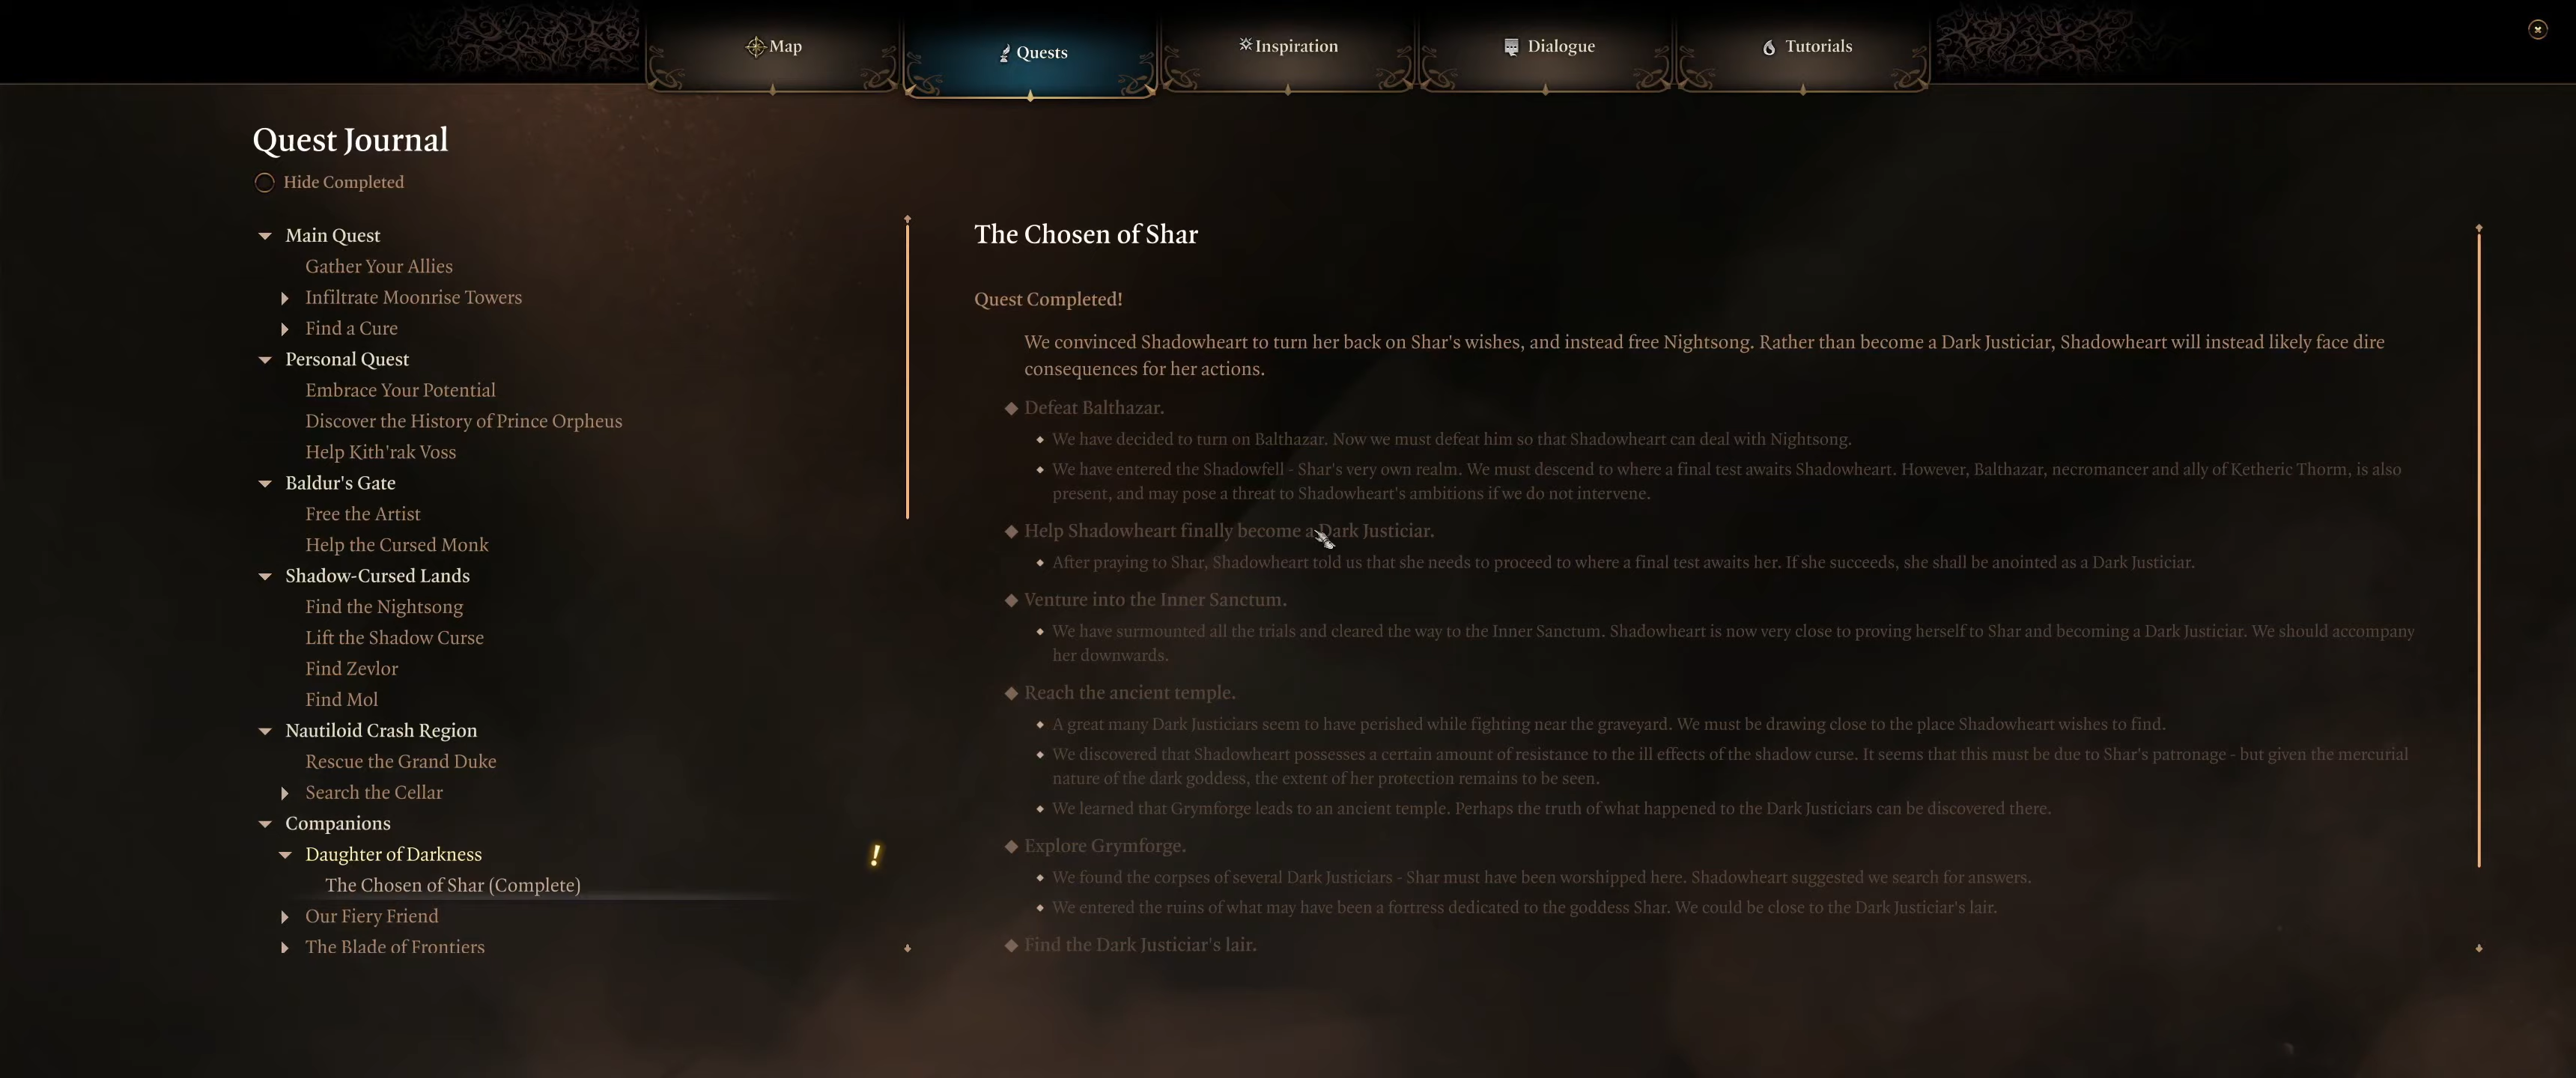 Map
Quests
Inspiration
Dialogue
Tutorials
Quest Journal
Hide Completed
Main Quest
Gather Your Allies
Infiltrate Moonrise Towers
Find a Cure
Personal Quest
Embrace Your Potential
Discover the History of Prince Orpheus
Help Kith'rak Voss
Baldur's Gate
Free the Artist
Help the Cursed Monk
Shadow-Cursed Lands
Find the Nightsong
Lift the Shadow Curse
Find Zevlor
Find Mol
Nautiloid Crash Region
Rescue the Grand Duke
Search the Cellar
Companions
Daughter of Darkness
!
The Chosen of Shar (Complete)
Our Fiery Friend
The Blade of Frontiers
The Chosen of Shar
Quest Completed!
We convinced Shadowheart to turn her back on Shar's wishes, and instead free Nightsong. Rather than become a Dark Justiciar, Shadowheart will instead likely face dire
consequences for her actions.
Defeat Balthazar.
We have decided to turn on Balthazar. Now we must defeat him so that Shadowheart can deal with Nightsong.
We have entered the Shadowfell - Shar's very own realm. We must descend to where a final test awaits Shadowheart. However, Balthazar, necromancer and ally of Ketheric Thorm, is also
present, and may pose a threat to Shadowheart's ambitions if we do not intervene.
Help Shadowheart finally become a Dark Justiciar.
After praying to Shar, Shadowheart told us that she needs to proceed to where a final test awaits her. If she succeeds, she shall be anointed as a Dark Justiciar.
Venture into the Inner Sanctum.
We have surmounted all the trials and cleared the way to the Inner Sanctum. Shadowheart is now very close to proving herself to Shar and becoming a Dark Justiciar. We should accompany
her downwards.
Reach the ancient temple.
A great many Dark Justiciars seem to have perished while fighting near the graveyard. We must be drawing close to the place Shadowheart wishes to find.
We discovered that Shadowheart possesses a certain amount of resistance to the ill effects of the shadow curse. It seems that this must be due to Shar's patronage - but given the mercurial
nature of the dark goddess, the extent of her protection remains to be seen.
We learned that Grymforge leads to an ancient temple. Perhaps the truth of what happened to the Dark Justiciars can be discovered there.
Explore Grymforge.
We found the corpses of several Dark Justiciars - Shar must have been worshipped here. Shadowheart suggested we search for answers.
We entered the ruins of what may have been a fortress dedicated to the goddess Shar. We could be close to the Dark Justiciar's lair.
Find the Dark Justiciar's lair.